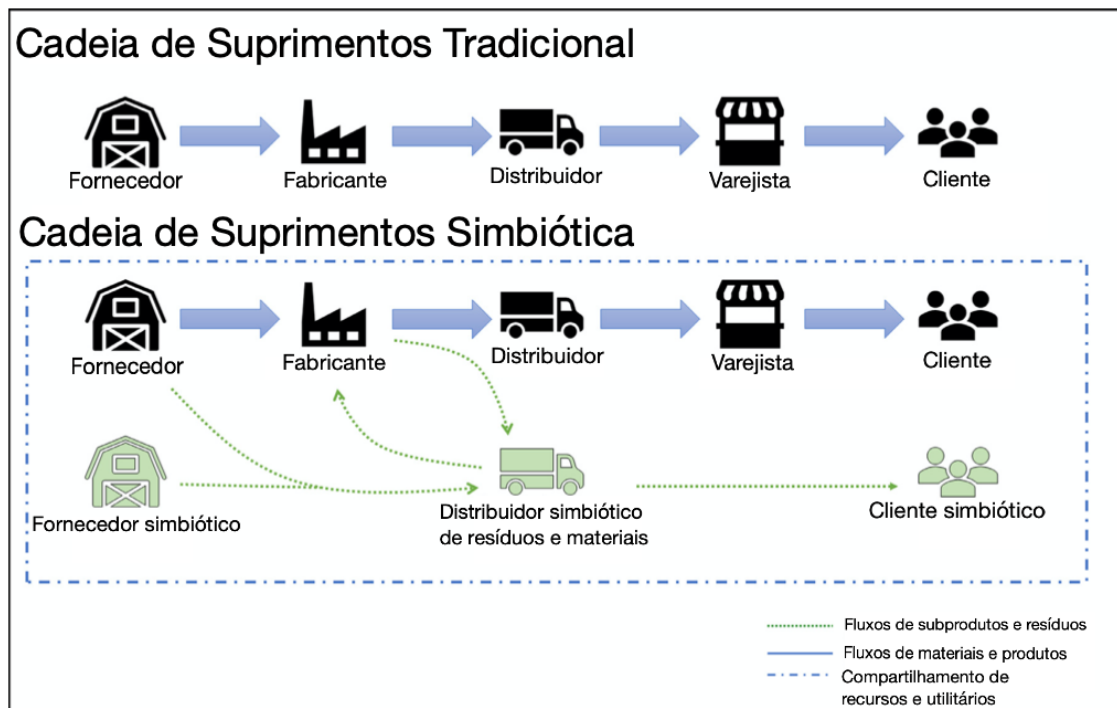 Cadeia de Suprimentos Tradicional
Fornecedor
Fabricante
Distribuidor
Varejista
Cliente
Cadeia de Suprimentos Simbiótica
Fornecedor
Fabricante
Distribuidor
Varejista
Cliente
Fornecedor simbiótico
Distribuidor simbiótico
de resíduos e materiais
Cliente simbiótico
Fluxos de subprodutos e resíduos
Fluxos de materiais e produtos
Compartilhamento de
recursos e utilitários